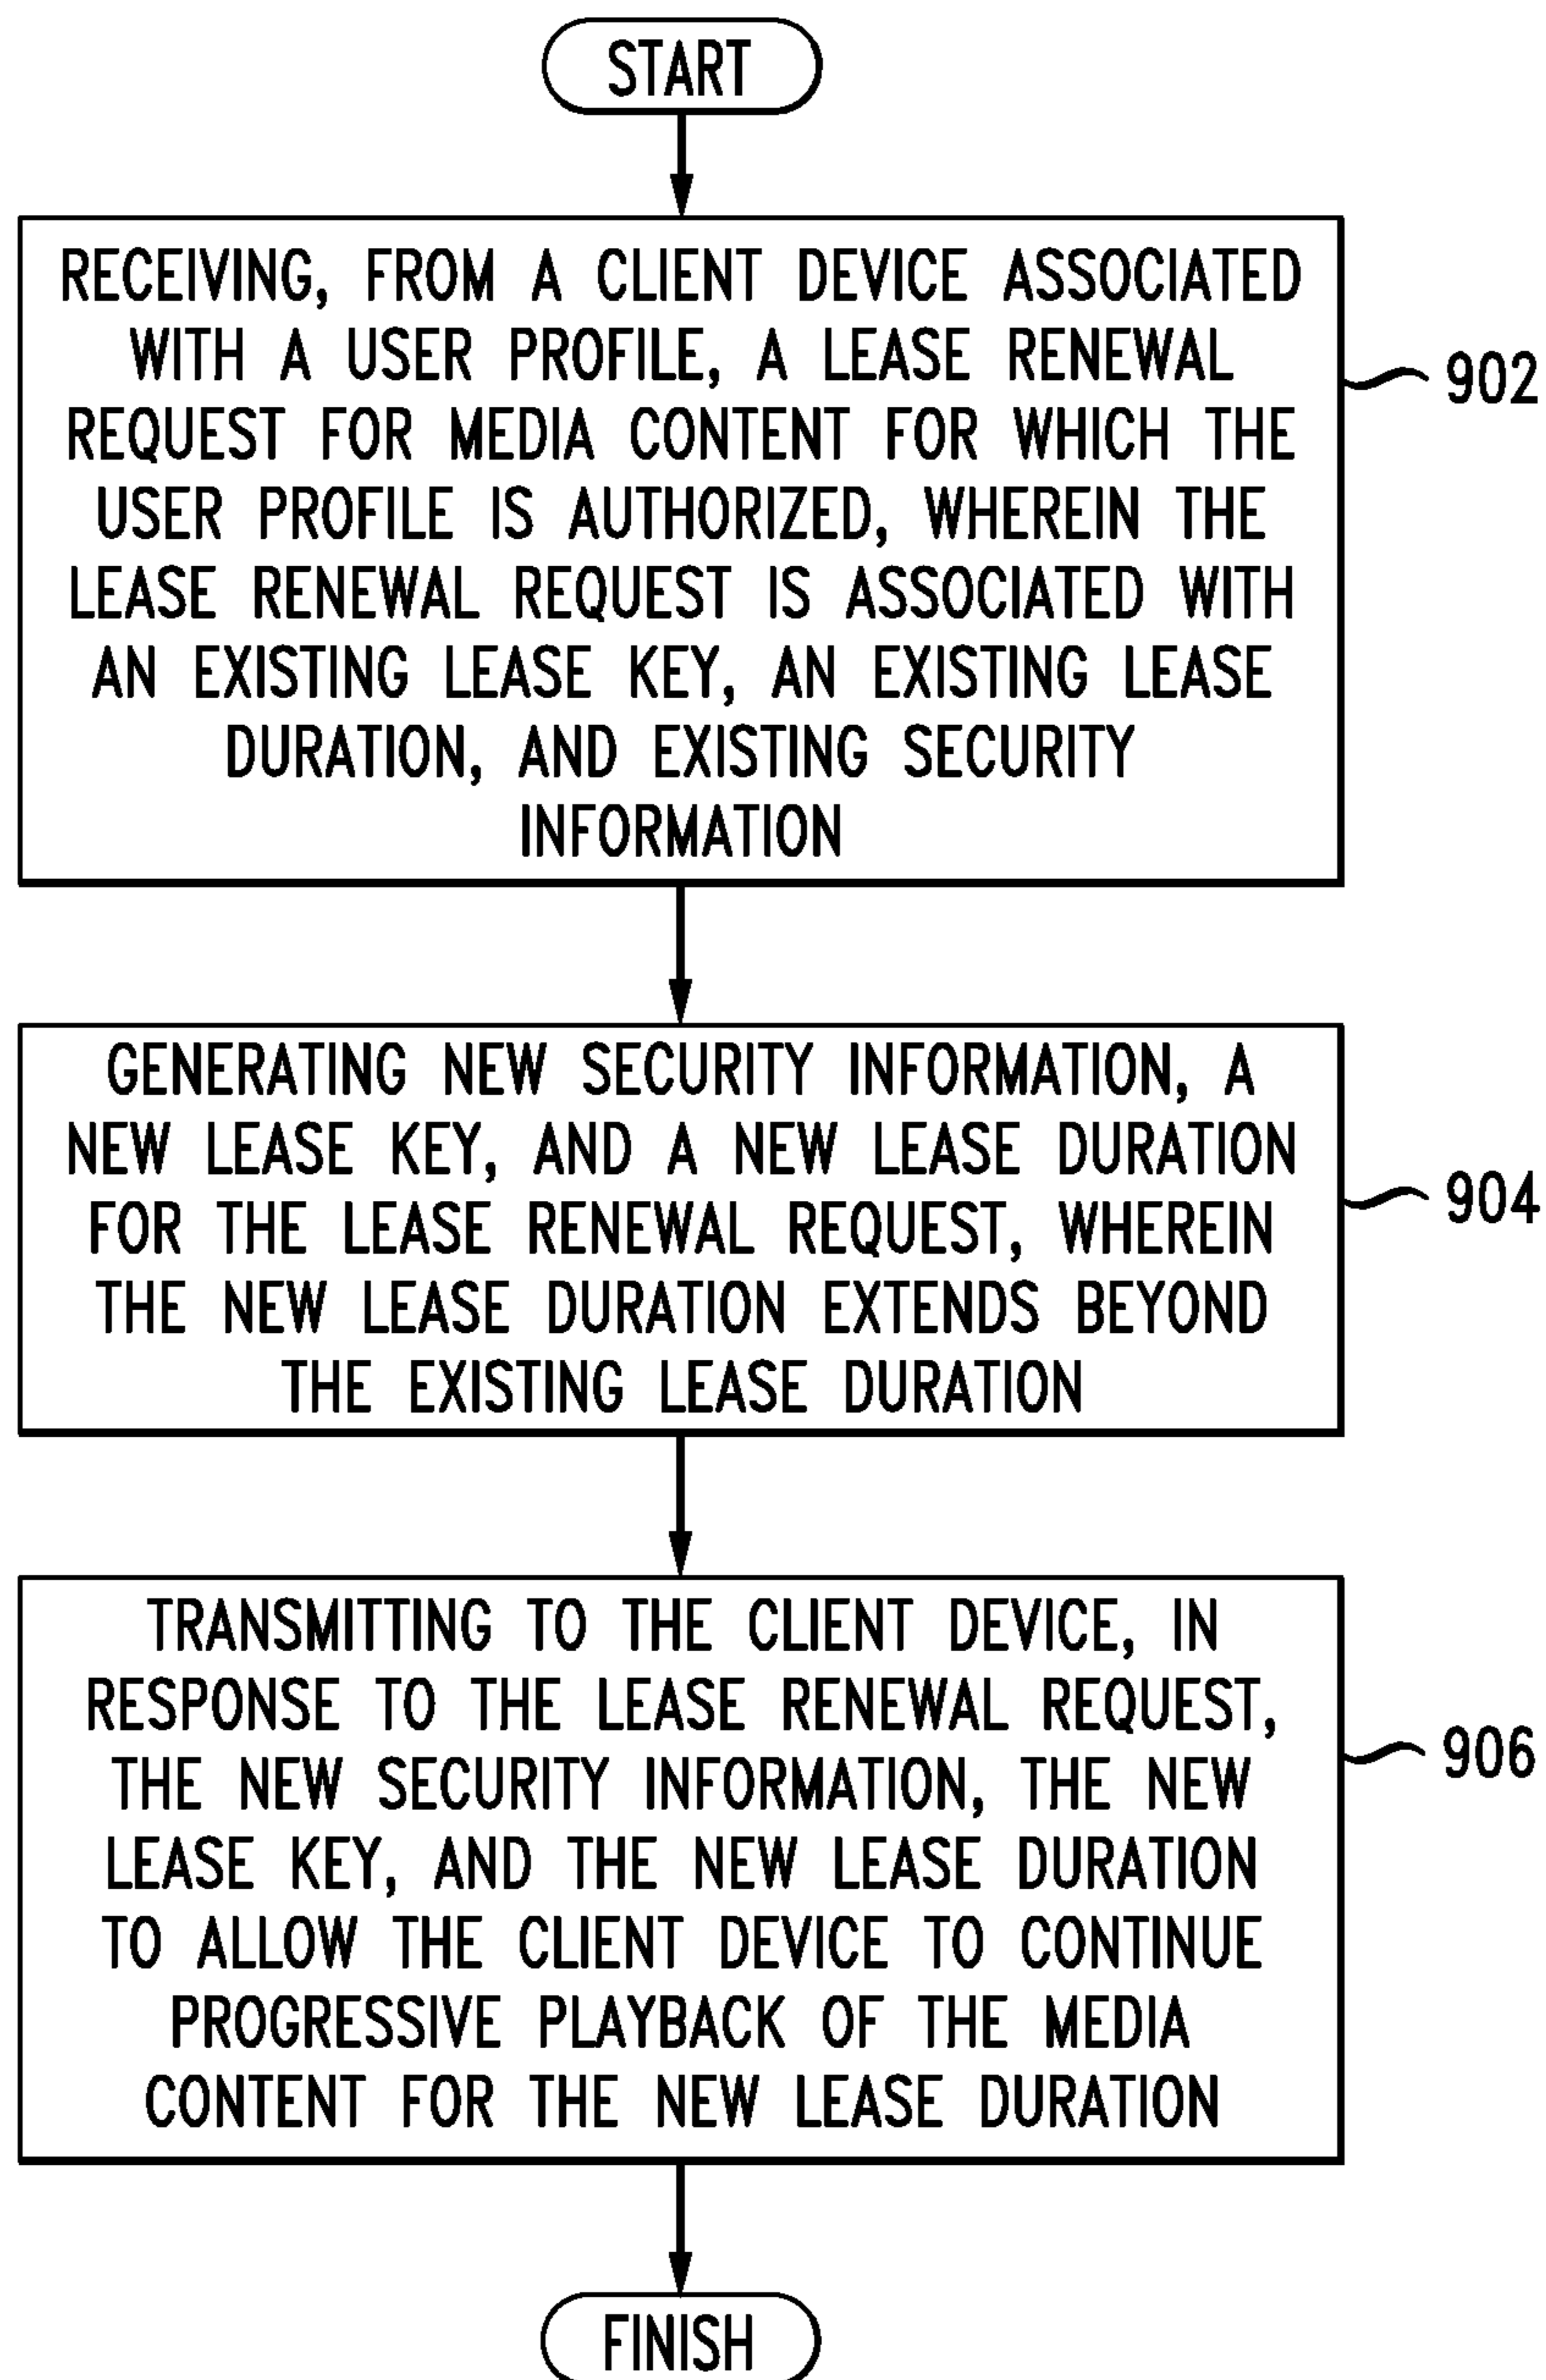 START
RECEIVING, FROM A CLIENT DEVICE ASSOCIATED
WITH A USER PROFILE, A LEASE RENEWAL
REQUEST FOR MEDIA CONTENT FOR WHICH THE
USER PROFILE IS AUTHORIZED, WHEREIN THE
LEASE RENEWAL REQUEST IS ASSOCIATED WITH
AN EXISTING LEASE KEY, AN EXISTING LEASE
DURATION, AND EXISTING SECURITY
INFORMATION
902
GENERATING NEW SECURITY INFORMATION, A
NEW LEASE KEY, AND A NEW LEASE DURATION
FOR THE LEASE RENEWAL REQUEST, WHEREIN
THE NEW LEASE DURATION EXTENDS BEYOND
THE EXISTING LEASE DURATION
904
TRANSMITTING TO THE CLIENT DEVICE, IN
RESPONSE TO THE LEASE RENEWAL REQUEST,
THE NEW SECURITY INFORMATION, THE NEW
LEASE KEY, AND THE NEW LEASE DURATION
TO ALLOW THE CLIENT DEVICE TO CONTINUE
PROGRESSIVE PLAYBACK OF THE MEDIA
CONTENT FOR THE NEW LEASE DURATION
906
FINISH